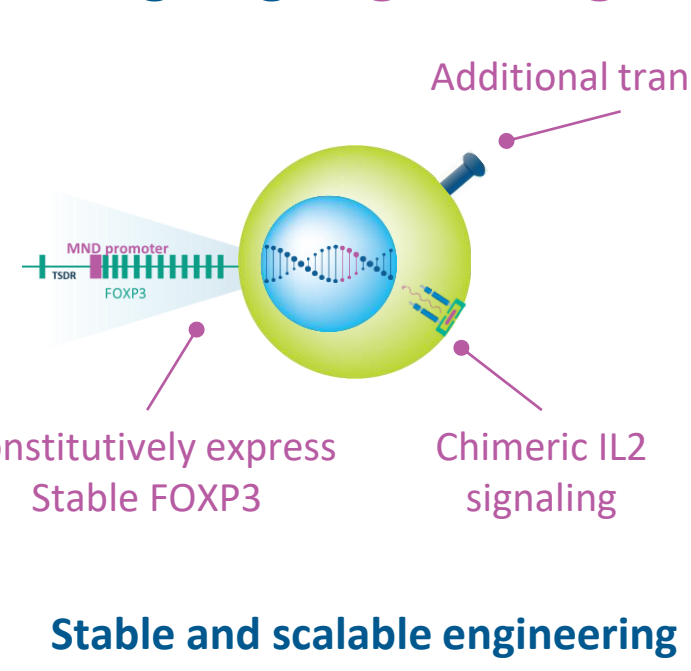 Additional tran
MND promoter
TSDR
FOXP3
onstitutively express
Stable FOXP3
Chimeric IL2
signaling
Stable and scalable engineering